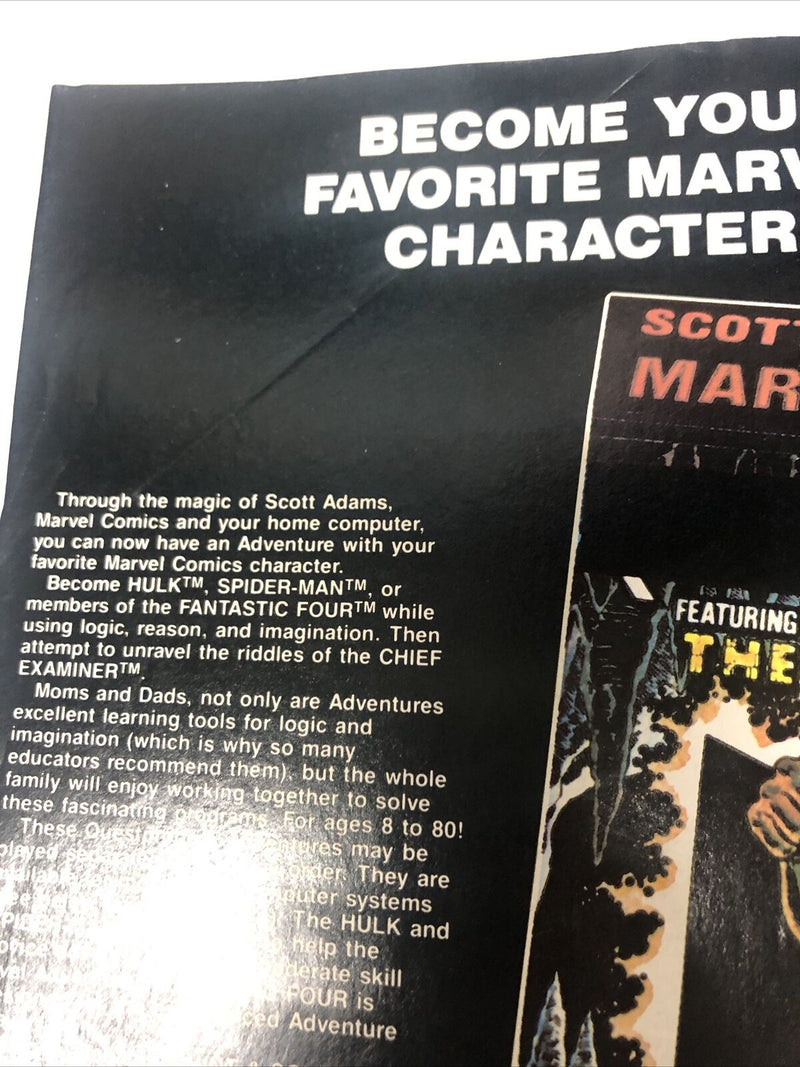 BECOME YOU
FAVORITE MARV
CHARACTER
SCOTT
MAR
FEATURING
THE
Through the magic of Scott Adams,
Marvel Comics and your home computer,
you can now have an Adventure with your
favorite Marvel Comics character.
Become HULK™, SPIDER-MAN™, or
members of the FANTASTIC FOUR™ while
using logic, reason, and imagination. Then
attempt to unravel the riddles of the CHIEF
EXAMINER™.
Moms and Dads, not only are Adventures
excellent learning tools for logic and
imagination (which is why so many
educators recommend them), but the whole
family will enjoy working together to solve
these fascinating programs. For ages 8 to 80!
These may be
played order. They are
systems
The HULK and
help the
skill
FOUR is
Adventure